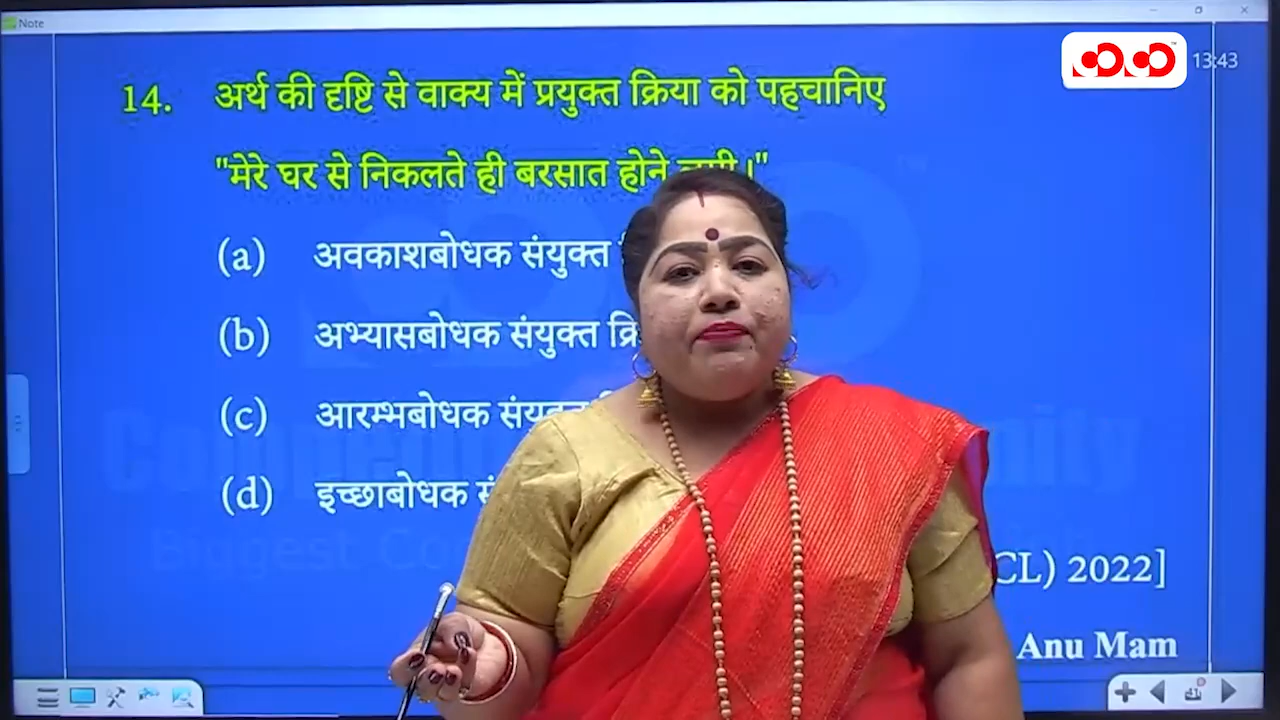 Note
13:43
14. अर्थ की दृष्टि से वाक्य में प्रयुक्त क्रिया को पहचानिए
"मेरे घर से निकलते ही बरसात होने
(a) अवकाशबोधक संयुक्त
(b) अभ्यासबोधक संयुक्त
(c) आरम्भबोधक
(d) इच्छाबोधक
CL) 2022]
Anu Mam